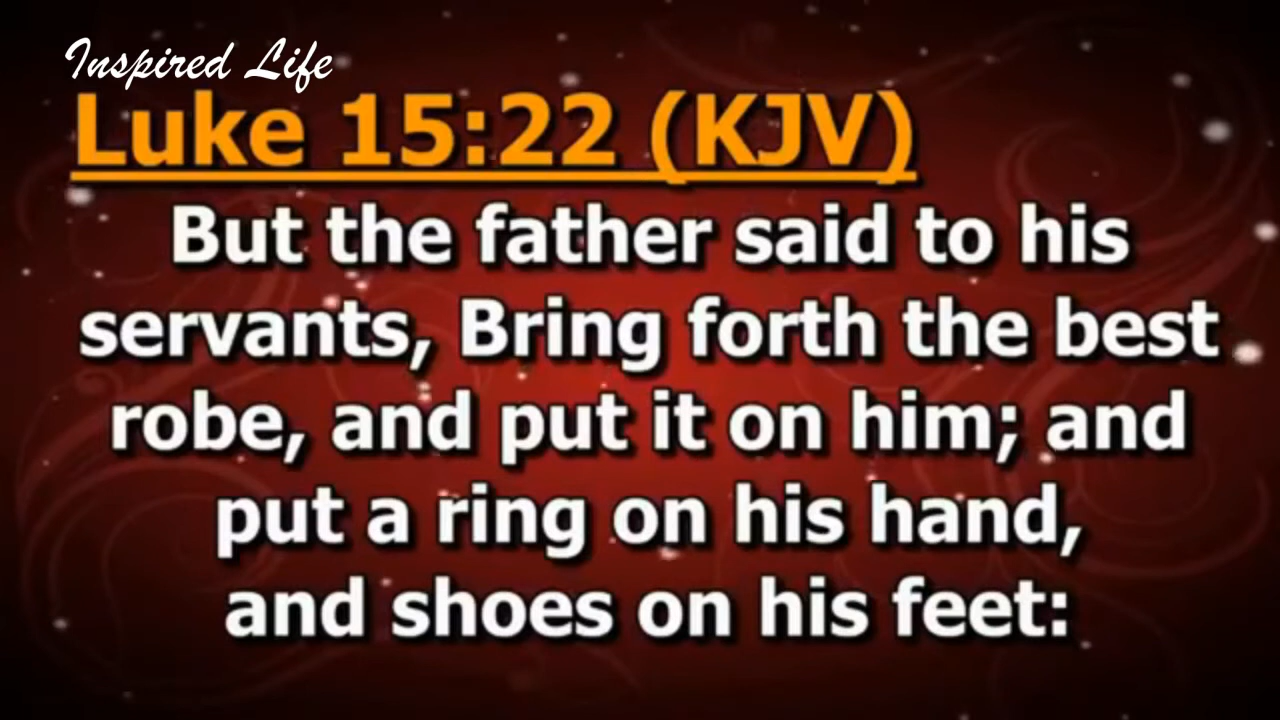 Inspired Life
Luke 15:22 (KJV)
But the father said to his
servants, Bring forth the best
robe, and put it on him; and
put a ring on his hand,
and shoes on his feet: